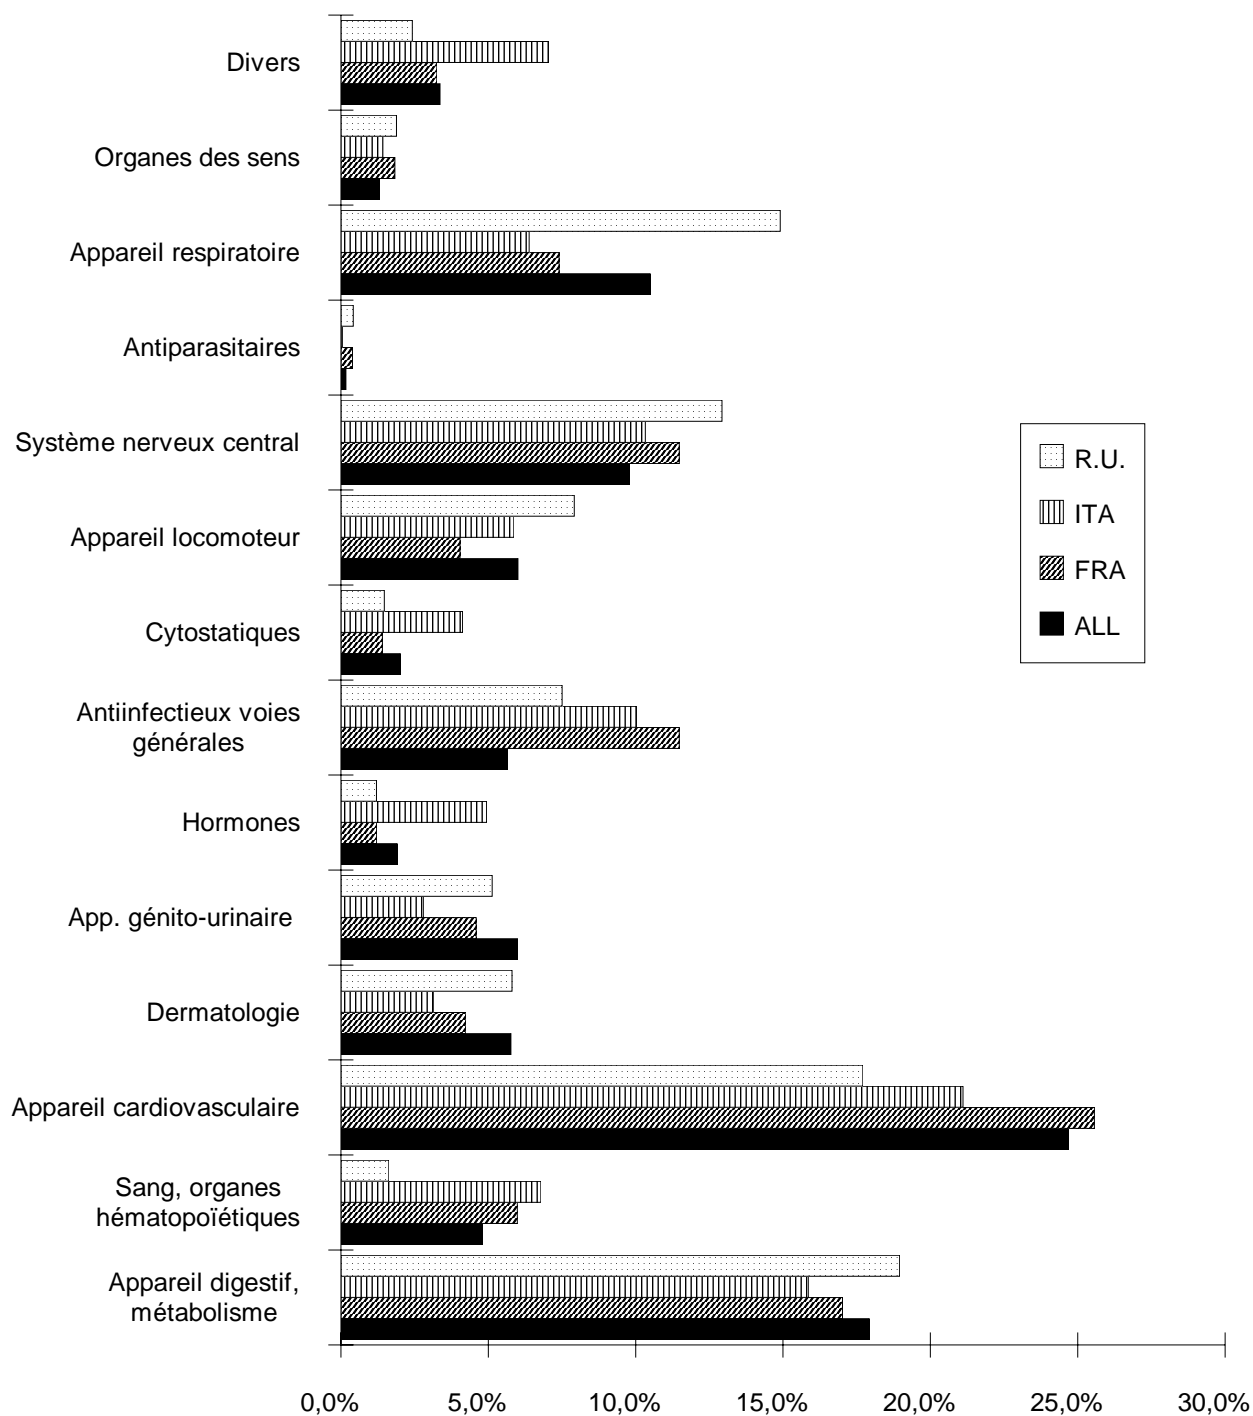 Divers
Organes des sens
Appareil respiratoire
Antiparasitaires
Système nerveux central
Appareil locomoteur
Cytostatiques
Antiinfectieux voies
générales
Hormones
App. génito-urinaire
Dermatologie
Appareil cardiovasculaire
Sang, organes
hématopoïétiques
Appareil digestif,
métabolisme
R.U.
ITA
FRA
ALL
0,0% 5,0% 10,0% 15,0% 20,0% 25,0% 30,0%